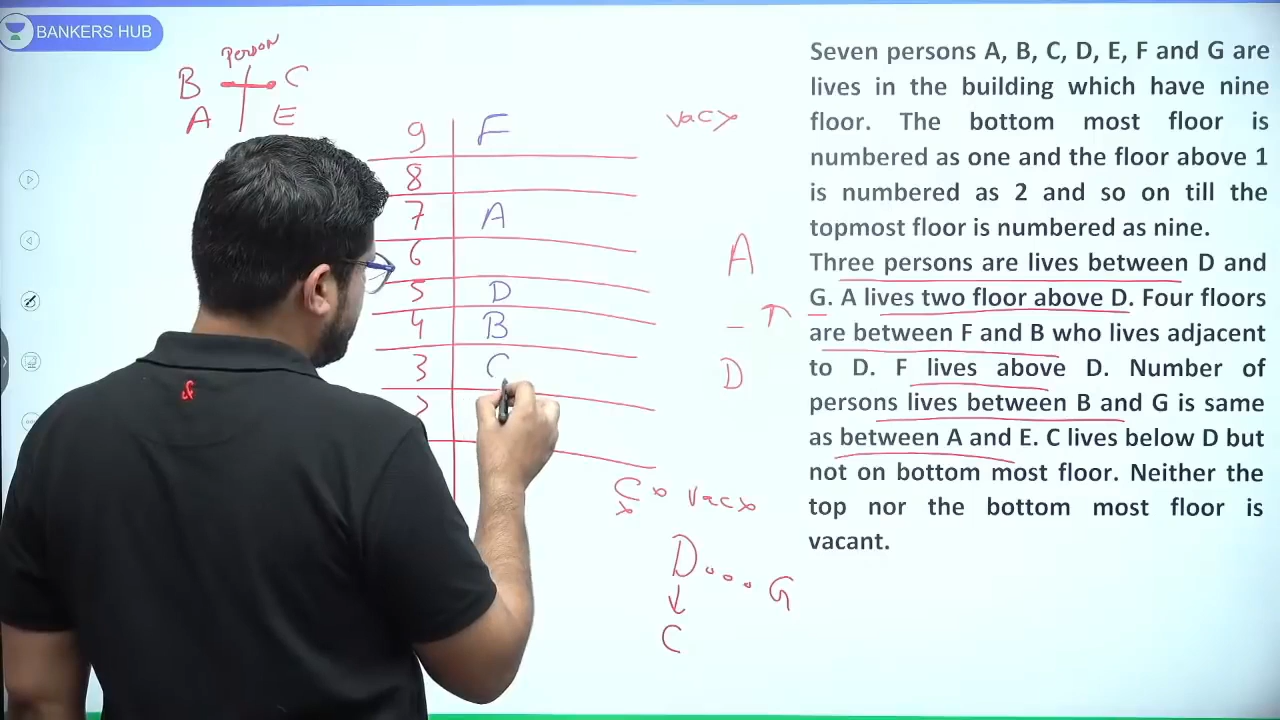 BANKERS HUB
person
B C
A E
9 F
8
7 A
6
5 D
4 B
3 C
vacx
A
D
C
vacx
D...G
C
Seven persons A, B, C, D, E, F and G are
lives in the building which have nine
floor. The bottom most floor is
numbered as one and the floor above 1
is numbered as 2 and so on till the
topmost floor is numbered as nine.
Three persons are lives between D and
G. A lives two floor above D. Four floors
are between F and B who lives adjacent
to D. F lives above D. Number of
persons lives between B and G is same
as between A and E. C lives below D but
not on bottom most floor. Neither the
top nor the bottom most floor is
vacant.